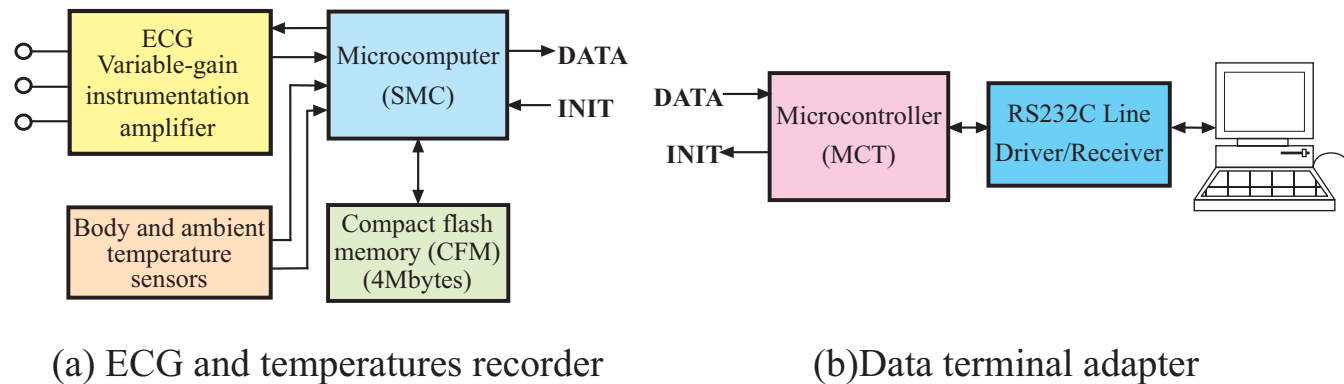 ECG
Variable-gain
instrumentation
amplifier
Microcomputer
(SMC)
DATA
INIT
Body and ambient
temperature
sensors
Compact flash
memory (CFM)
(4Mbytes)
(a) ECG and temperatures recorder
DATA
INIT
Microcontroller
(MCT)
RS232C Line
Driver/Receiver
(b)Data terminal adapter